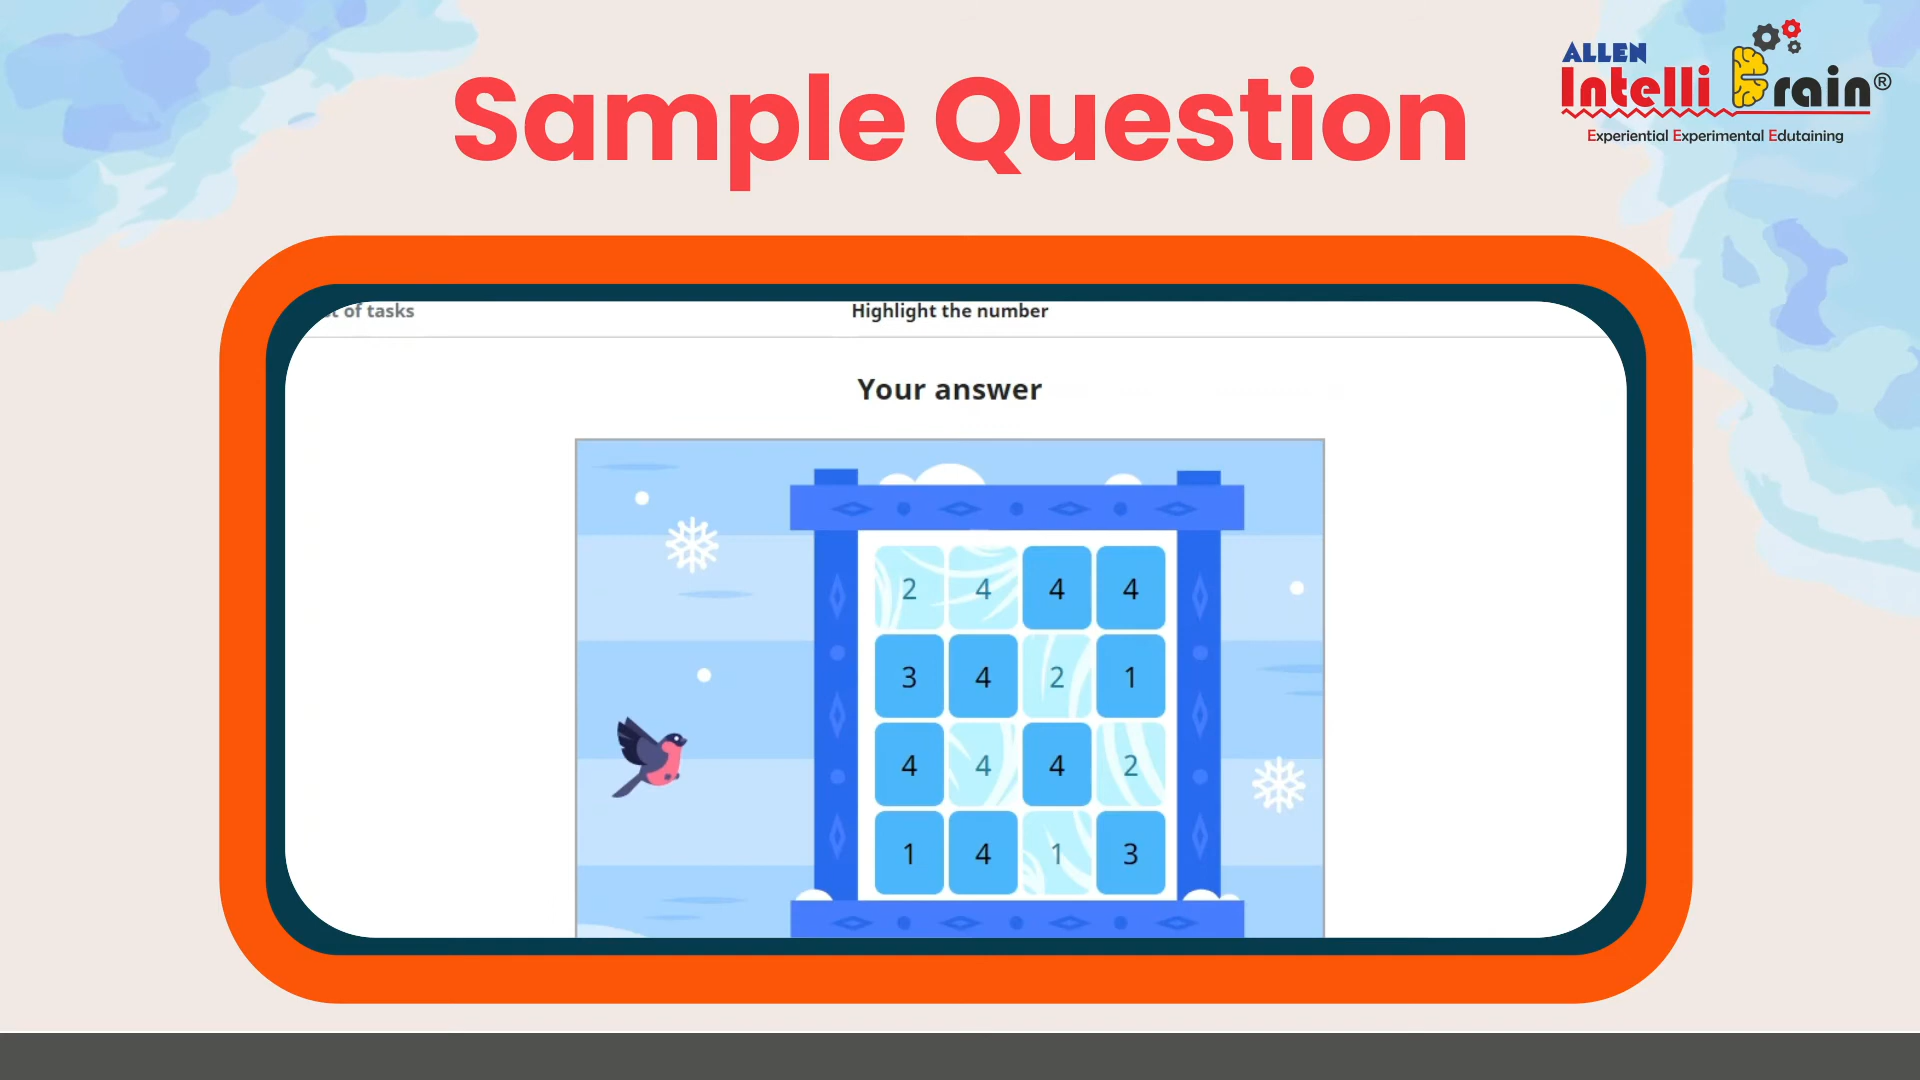 Sample Question
ALLEN
Intelli Brain®
Experiential Experimental Edutaining
of tasks
Highlight the number
Your answer
2 4 4 4
3 4 2 1
4 4 4 2
1 4 1 3